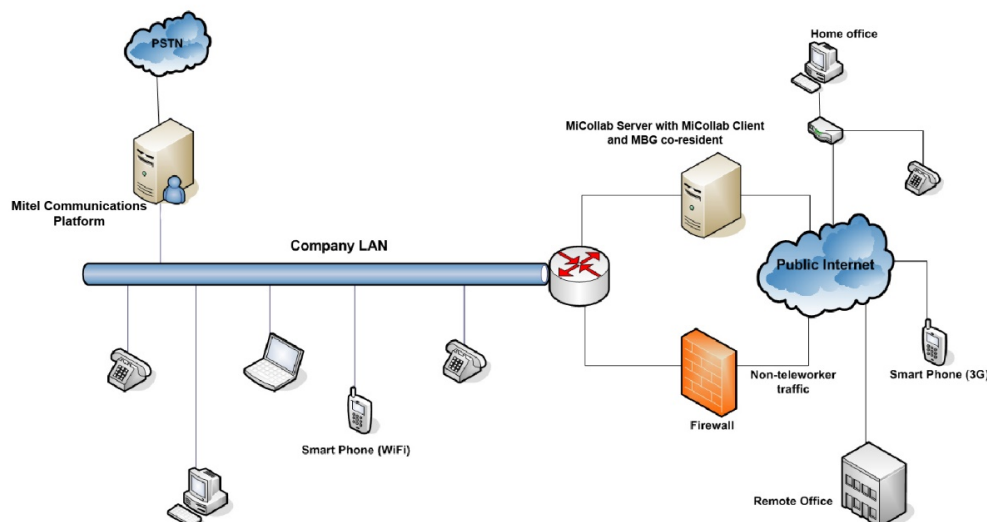 PSTN
Home office
MiCollab Server with MiCollab Client
and MBG co-resident
Mitel Communications
Platform
Company LAN
Public Internet
Non-teleworker
traffic
Smart Phone (3G)
Firewall
Smart Phone (WiFi)
Remote Office